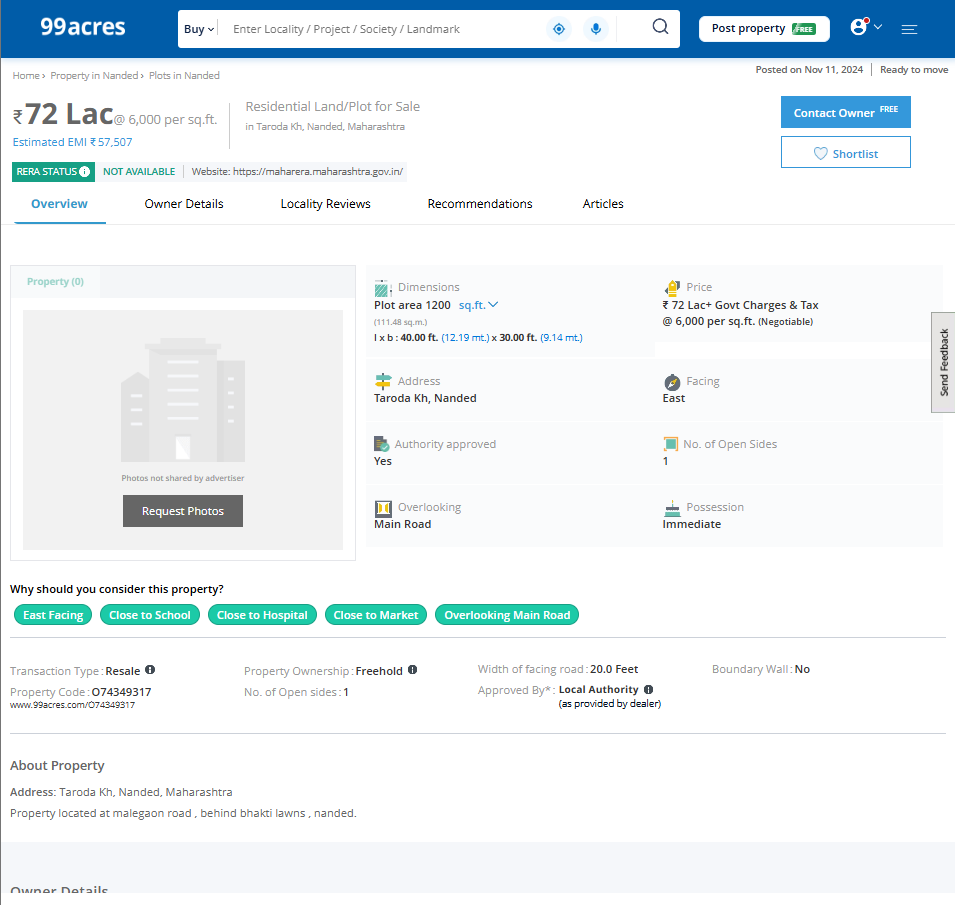 99acres
Buy
Enter Locality / Project / Society / Landmark
Post property FREE
Home › Property in Nanded › Plots in Nanded
Posted on Nov 11, 2024 | Ready to move
₹72 Lac @ 6,000 per sq.ft.
Estimated EMI ₹57,507
Residential Land/Plot for Sale
in Taroda Kh, Nanded, Maharashtra
Contact Owner FREE
Shortlist
RERA STATUS NOT AVAILABLE Website: https://maharera.maharashtra.gov.in/
Overview Owner Details Locality Reviews Recommendations Articles
Property (0)
Photos not shared by advertiser
Request Photos
Dimensions
Plot area 1200 sq.ft.
(111.48 sq.m.)
l x b : 40.00 ft. (12.19 mt.) x 30.00 ft. (9.14 mt.)
Price
₹ 72 Lac+ Govt Charges & Tax
@ 6,000 per sq.ft. (Negotiable)
Address
Taroda Kh, Nanded
Facing
East
Authority approved
Yes
No. of Open Sides
1
Overlooking
Main Road
Possession
Immediate
Send Feedback
Why should you consider this property?
East Facing Close to School Close to Hospital Close to Market Overlooking Main Road
Transaction Type : Resale
Property Ownership : Freehold
Width of facing road : 20.0 Feet
Boundary Wall : No
Property Code : O74349317
www.99acres.com/O74349317
No. of Open sides : 1
Approved By* : Local Authority
(as provided by dealer)
About Property
Address: Taroda Kh, Nanded, Maharashtra
Property located at malegaon road , behind bhakti lawns , nanded.
Owner Details